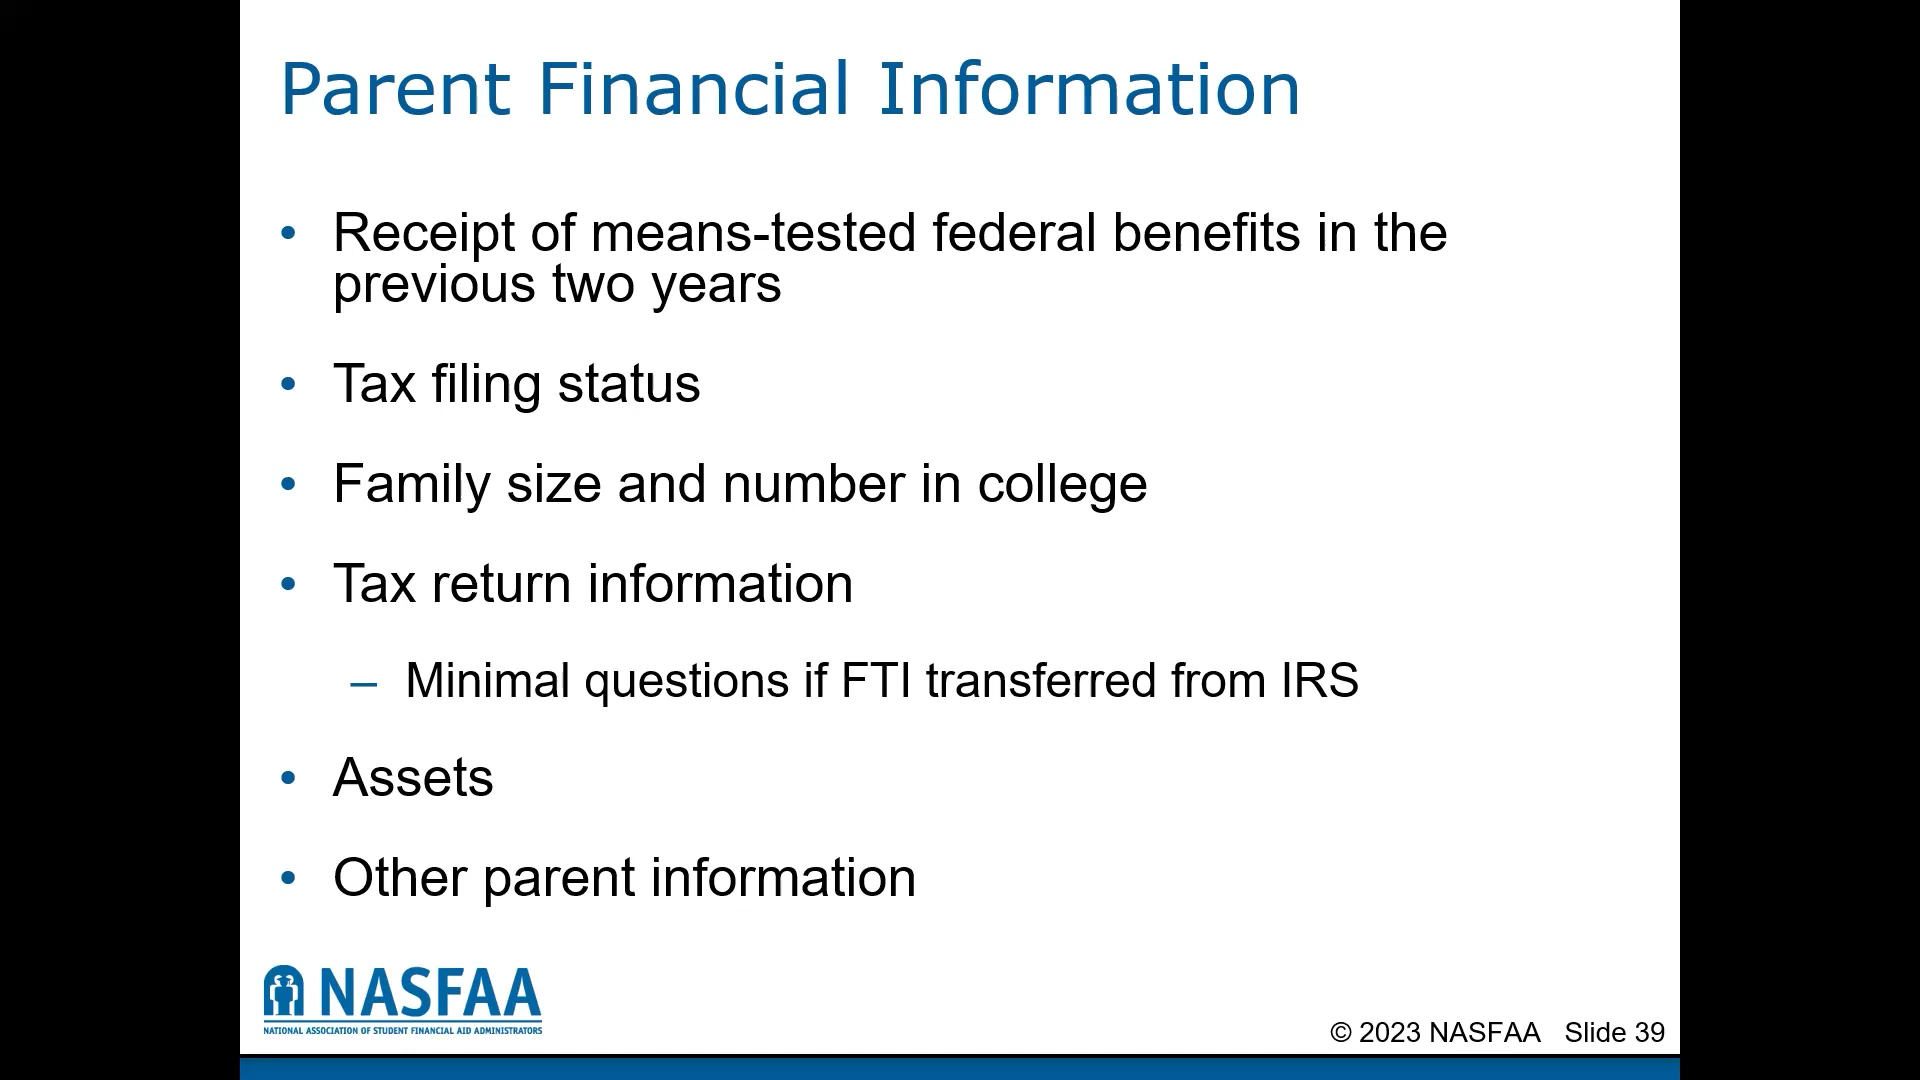 Parent Financial Information
• Receipt of means-tested federal benefits in the
previous two years
• Tax filing status
• Family size and number in college
• Tax return information
– Minimal questions if FTI transferred from IRS
• Assets
• Other parent information
NASFAA
NATIONAL ASSOCIATION OF STUDENT FINANCIAL AID ADMINISTRATORS
© 2023 NASFAA Slide 39